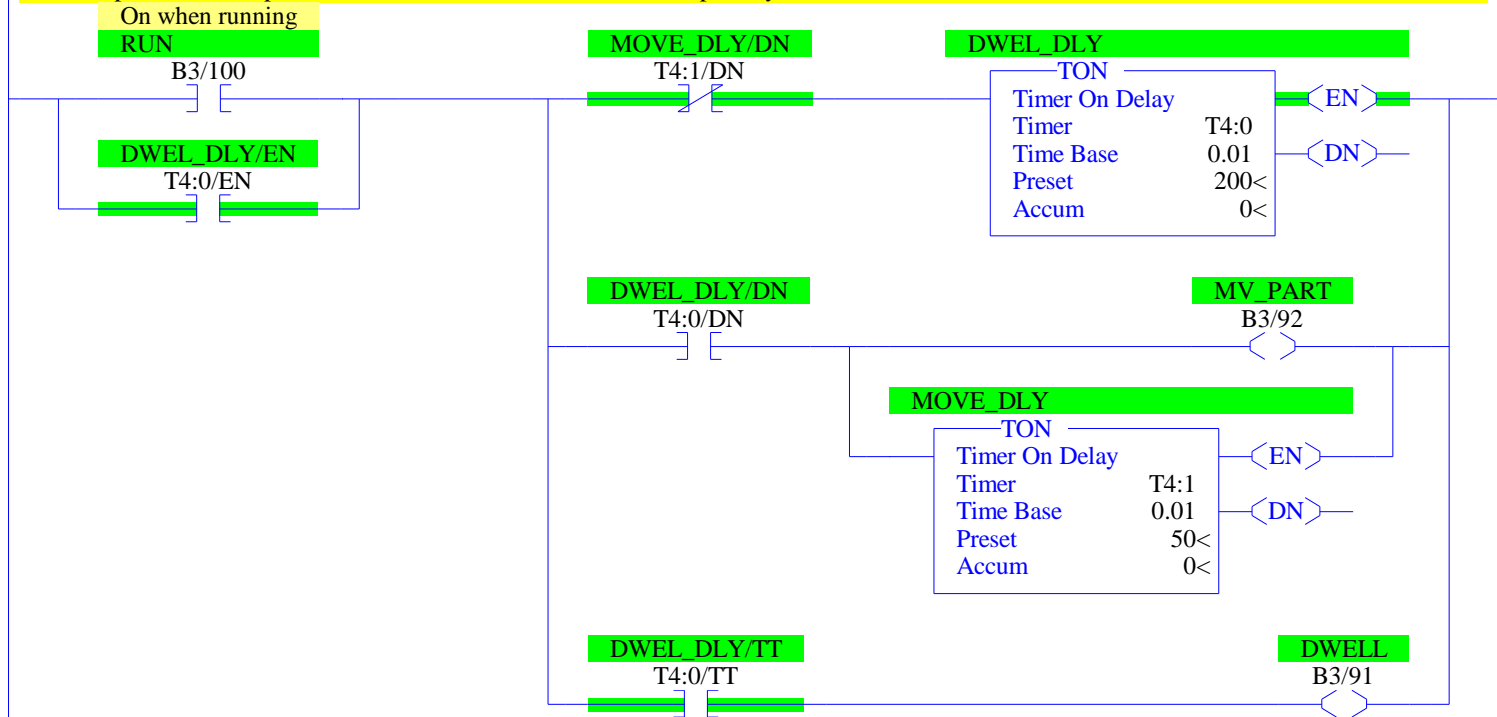 On when running
RUN
B3/100
MOVE_DLY/DN
T4:1/DN
DWEL_DLY
TON
Timer On Delay
Timer T4:0
Time Base 0.01
Preset 200<
Accum 0<
EN
DN
DWEL_DLY/EN
T4:0/EN
DWEL_DLY/DN
T4:0/DN
MV_PART
B3/92
MOVE_DLY
TON
Timer On Delay
Timer T4:1
Time Base 0.01
Preset 50<
Accum 0<
EN
DN
DWEL_DLY/TT
T4:0/TT
DWELL
B3/91